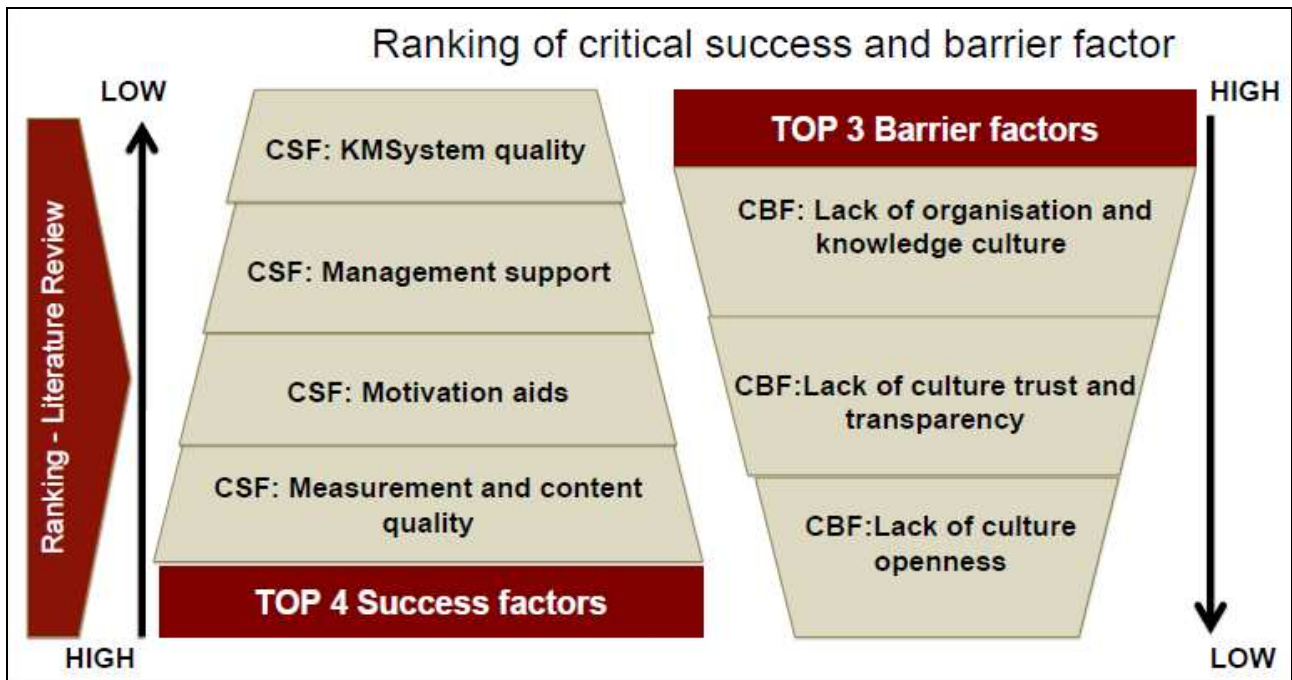 Ranking of critical success and barrier factor
LOW
HIGH
Ranking - Literature Review
CSF: KMSystem quality
CSF: Management support
CSF: Motivation aids
CSF: Measurement and content
quality
TOP 4 Success factors
HIGH
TOP 3 Barrier factors
CBF: Lack of organisation and
knowledge culture
CBF:Lack of culture trust and
transparency
CBF:Lack of culture
openness
LOW